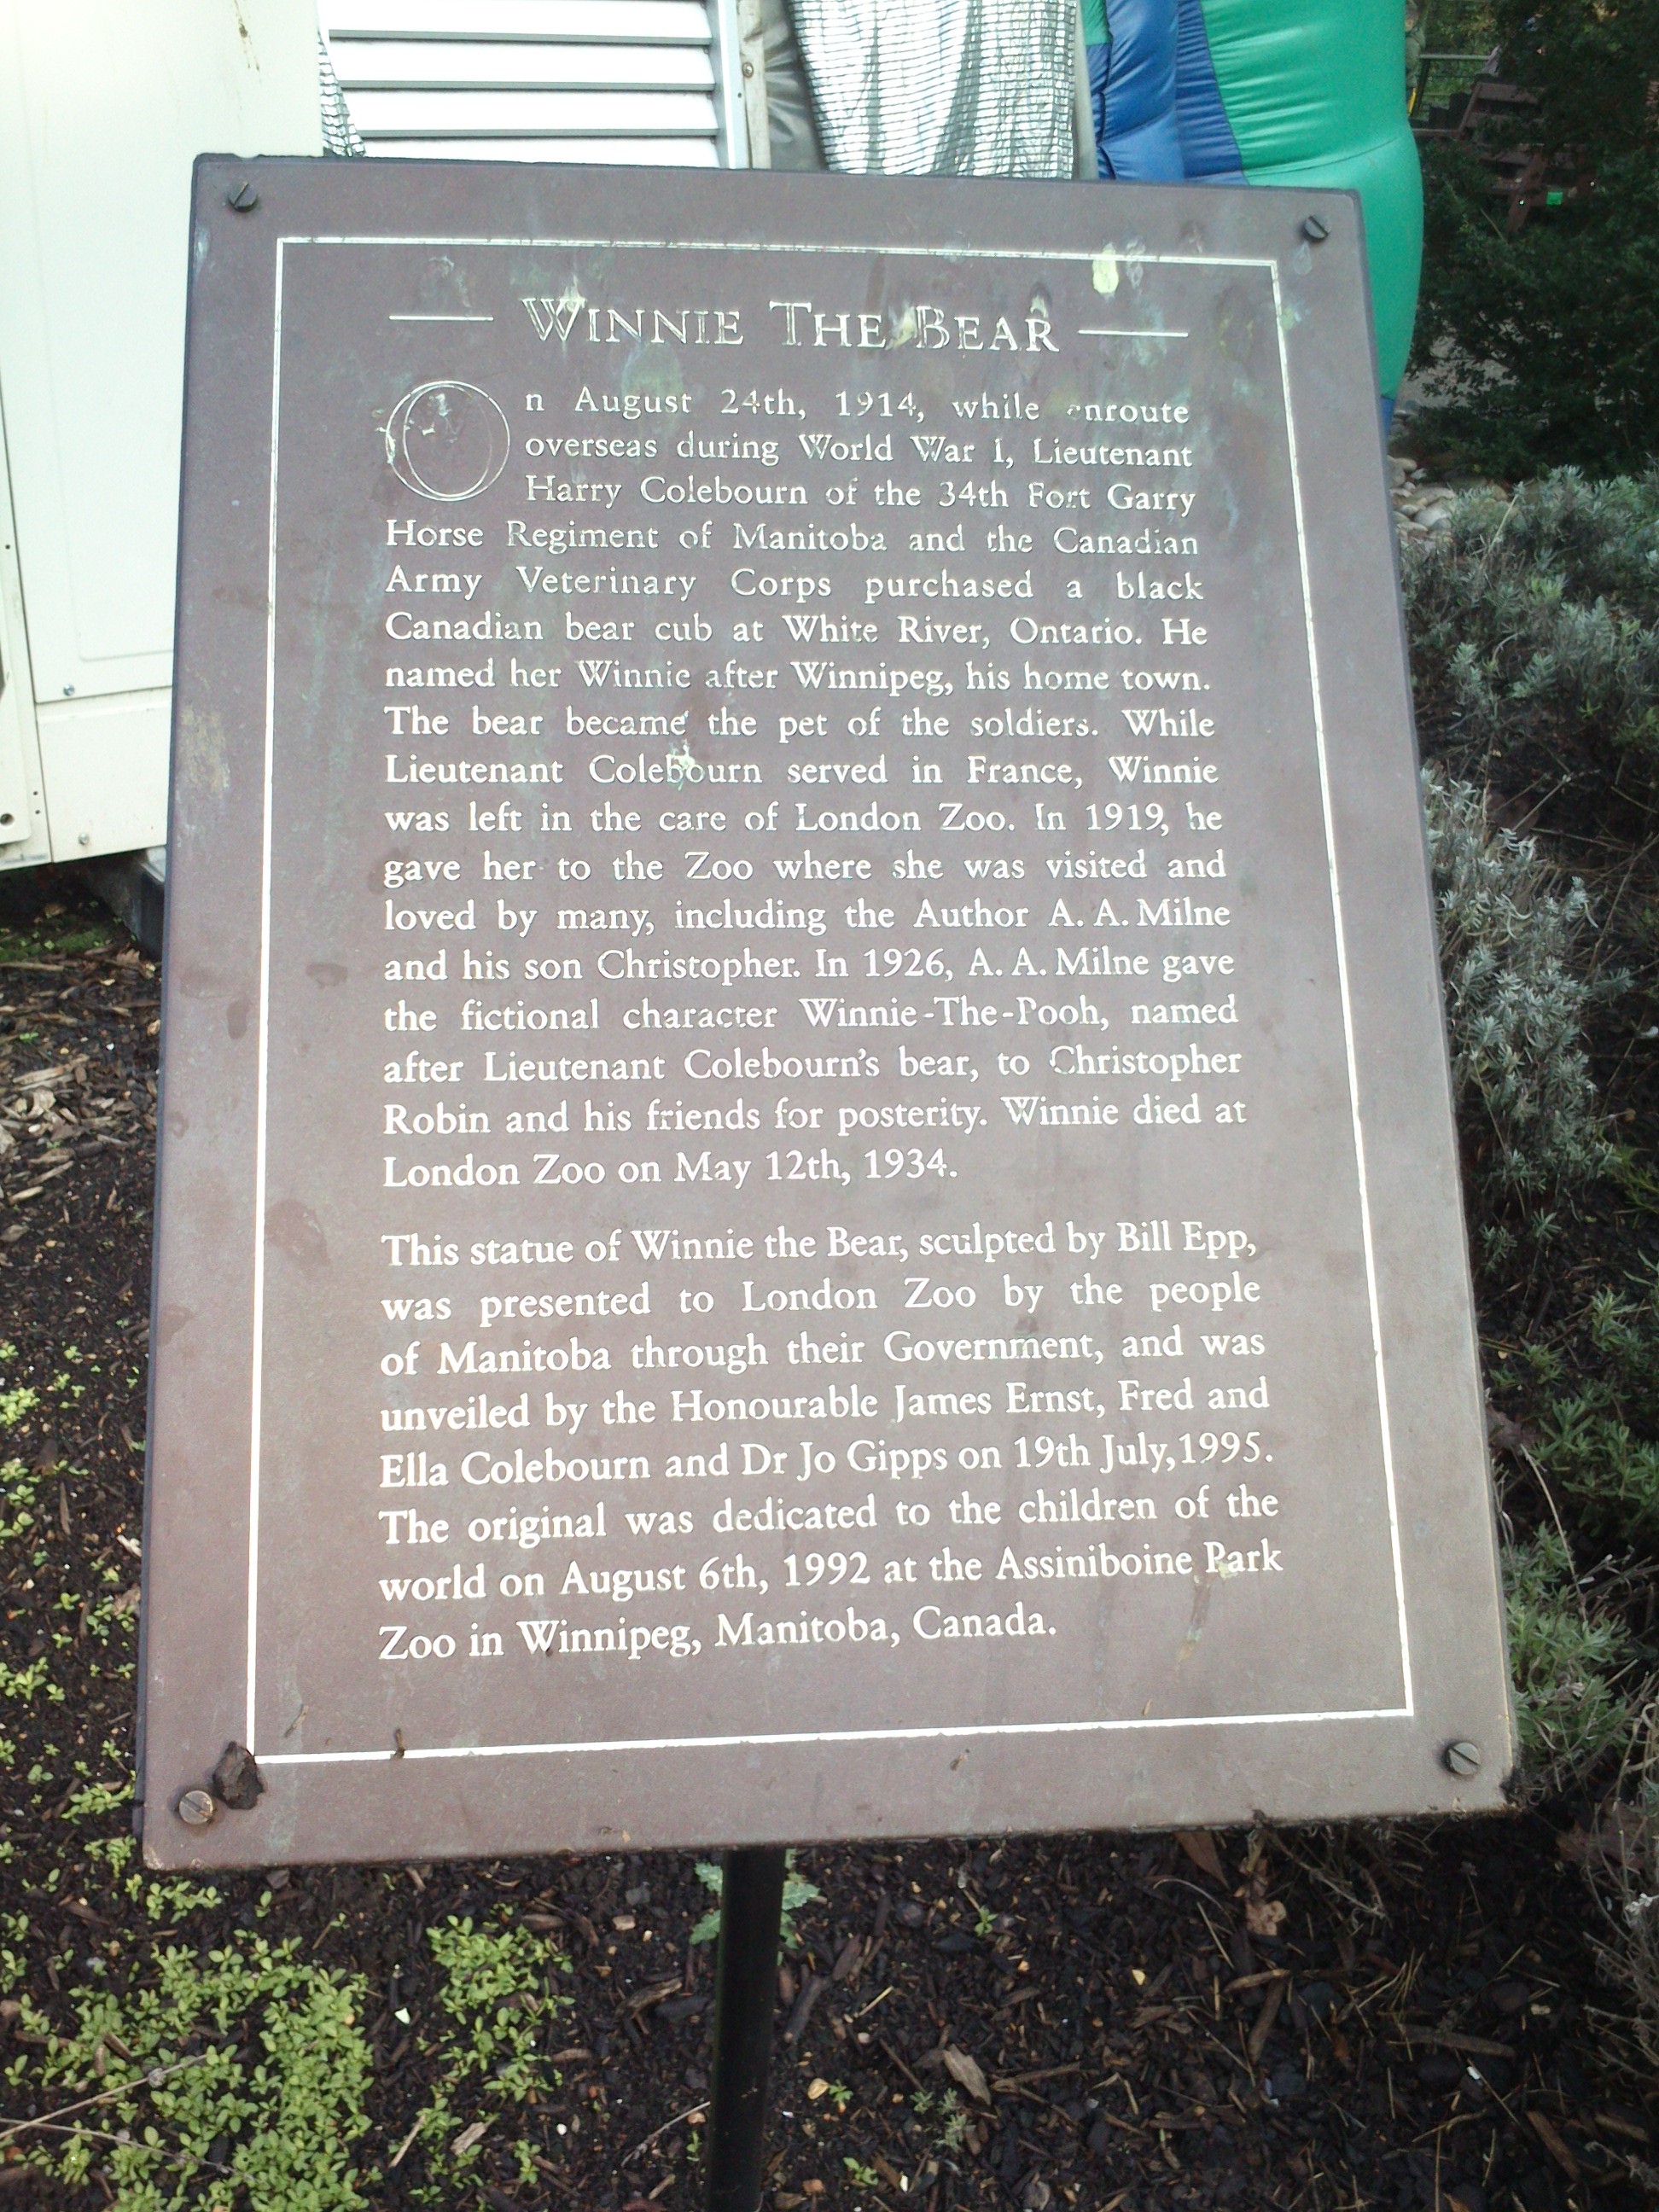 WINNIE THE BEAR
On August 24th, 1914, while enroute
overseas during World War I, Lieutenant
Harry Colebourn of the 34th Fort Garry
Horse Regiment of Manitoba and the Canadian
Army Veterinary Corps purchased a black
Canadian bear cub at White River, Ontario. He
named her Winnie after Winnipeg, his home town.
The bear became the pet of the soldiers. While
Lieutenant Colebourn served in France, Winnie
was left in the care of London Zoo. In 1919, he
gave her to the Zoo where she was visited and
loved by many, including the Author A. A. Milne
and his son Christopher. In 1926, A. A. Milne gave
the fictional character Winnie-The-Pooh, named
after Lieutenant Colebourn's bear, to Christopher
Robin and his friends for posterity. Winnie died at
London Zoo on May 12th, 1934.
This statue of Winnie the Bear, sculpted by Bill Epp,
was presented to London Zoo by the people
of Manitoba through their Government, and was
unveiled by the Honourable James Ernst, Fred and
Ella Colebourn and Dr Jo Gipps on 19th July, 1995.
The original was dedicated to the children of the
world on August 6th, 1992 at the Assiniboine Park
Zoo in Winnipeg, Manitoba, Canada.